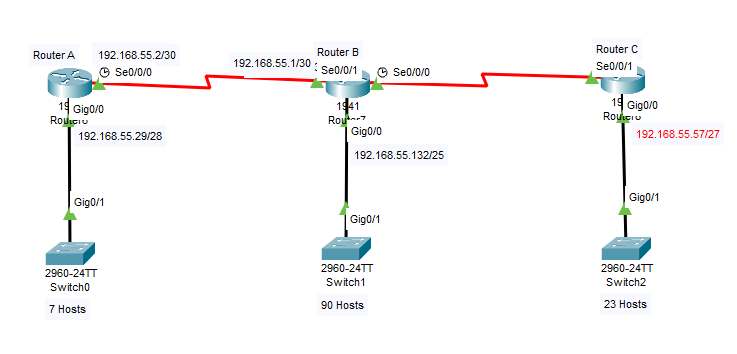 Router A
192.168.55.2/30
Se0/0/0
19
Gig0/0
192.168.55.29/28
Gig0/1
2960-24TT
Switch0
7 Hosts
Router B
192.168.55.1/30
Se0/0/1
Se0/0/0
1941
Gig0/0
192.168.55.132/25
Gig0/1
2960-24TT
Switch1
90 Hosts
Router C
Se0/0/1
19
Gig0/0
192.168.55.57/27
Gig0/1
2960-24TT
Switch2
23 Hosts